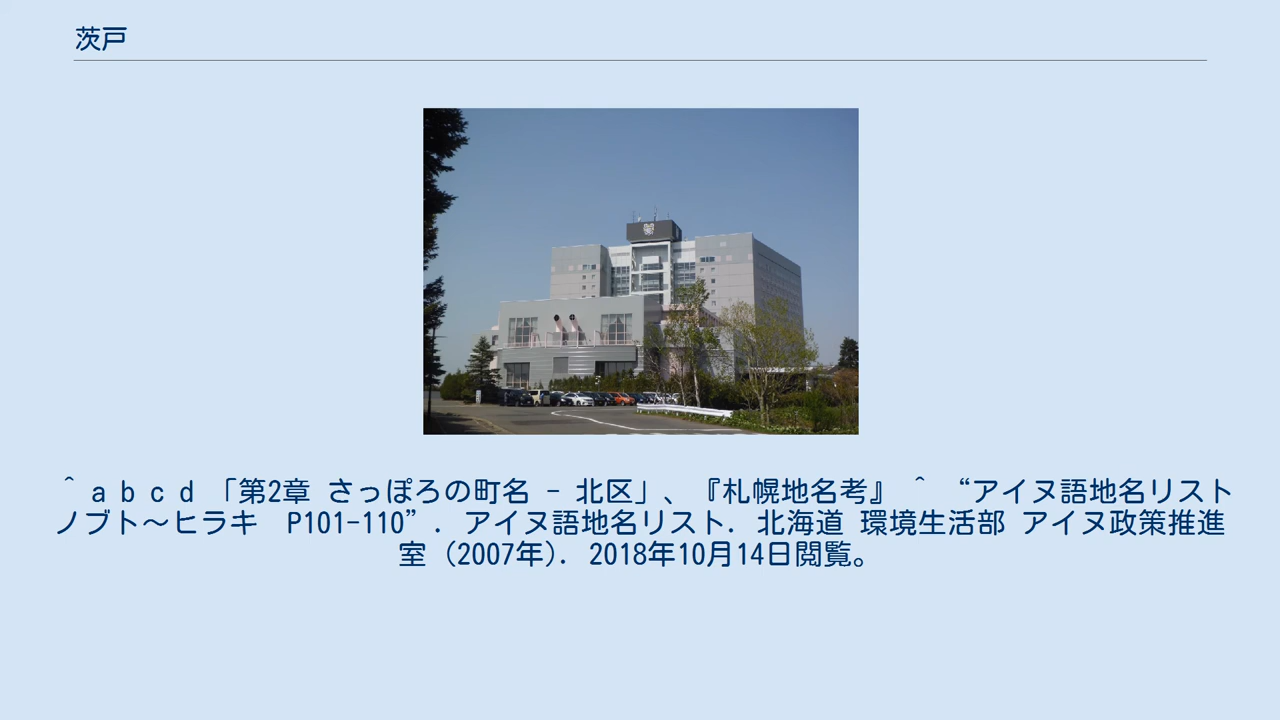 茨戸
^ a b c d 「第2章 さっぽろの町名 - 北区」、『札幌地名考』 ^ “アイヌ語地名リスト
ノブト〜ヒラキ　P101-110”. アイヌ語地名リスト. 北海道 環境生活部 アイヌ政策推進
室 (2007年). 2018年10月14日閲覧。